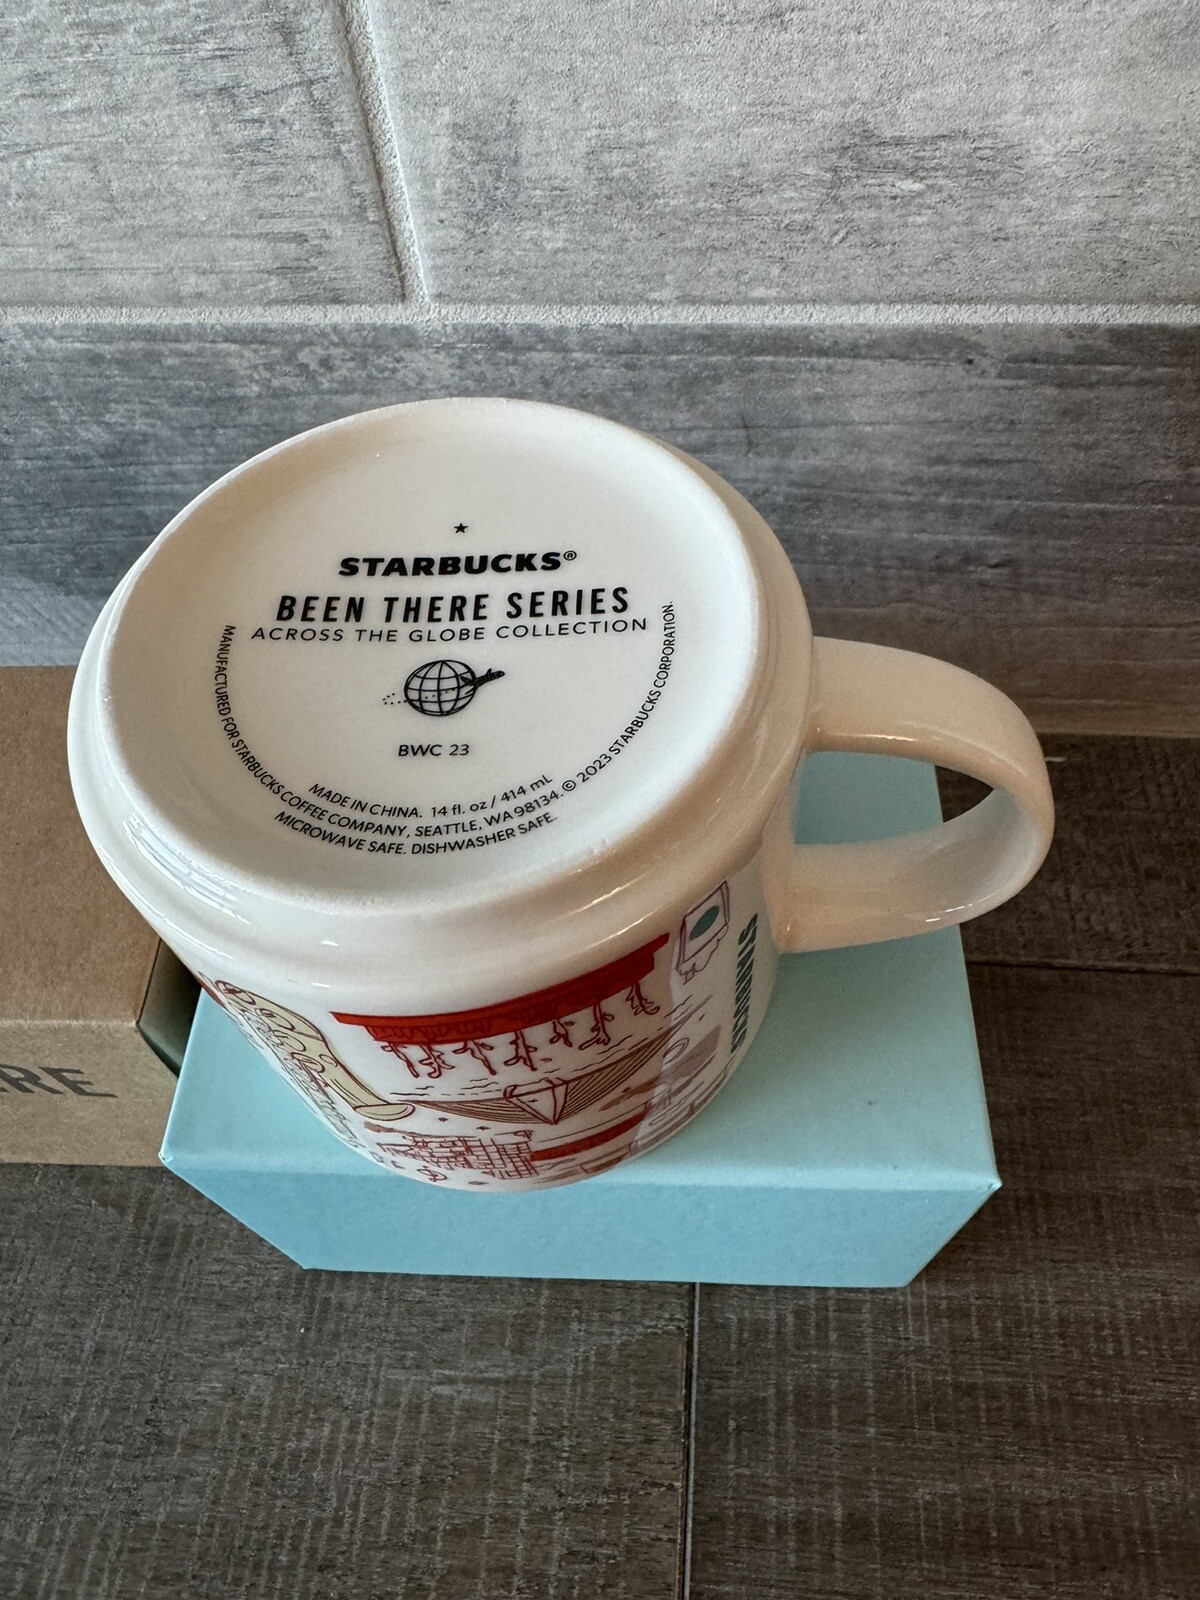 ★
STARBUCKS®
BEEN THERE SERIES
ACROSS THE GLOBE COLLECTION
BWC 23
MADE IN CHINA. 14 fl. oz / 414 mL
MANUFACTURED FOR STARBUCKS COFFEE COMPANY, SEATTLE, WA 98134. © 2023 STARBUCKS CORPORATION.
MICROWAVE SAFE. DISHWASHER SAFE.
STARBUCKS
RE